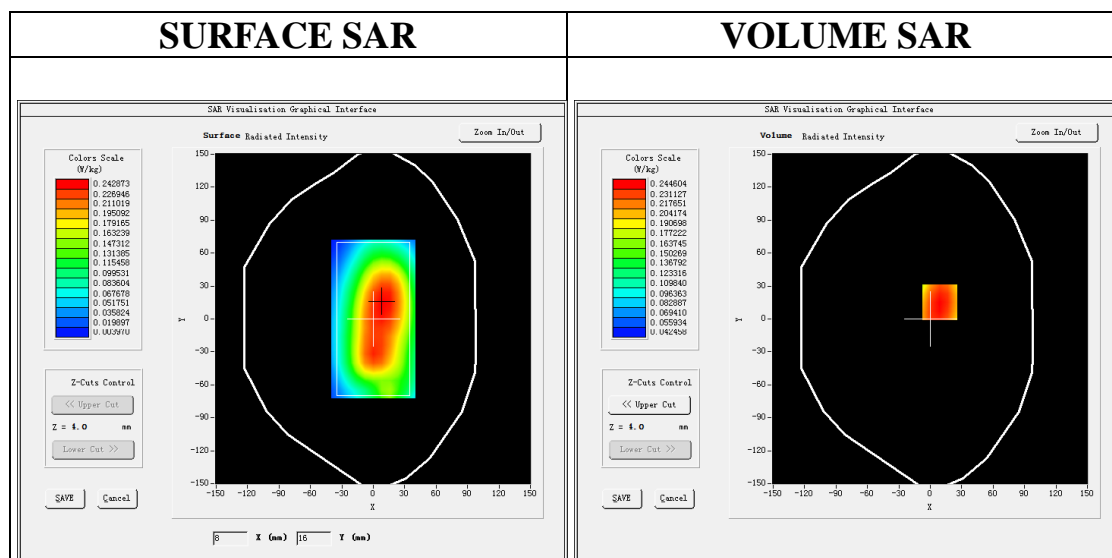 SURFACE SAR
VOLUME SAR
SAR Visualisation Graphical Interface
Surface Radiated Intensity
Zoom In/Out
Colors Scale
(W/kg)
0.242873
0.226946
0.211019
0.195092
0.179165
0.163239
0.147312
0.131385
0.115458
0.099531
0.083604
0.067678
0.051751
0.035824
0.019897
0.003970
150
120
90
60
30
0
-30
-60
-90
-120
-150
Y
-150 -120 -90 -60 -30 0 30 60 90 120 150
X
Z-Cuts Control
<< Upper Cut
Z = 4.0 mm
Lower Cut >>
SAVE Cancel
8 X (mm) 16 Y (mm)
SAR Visualisation Graphical Interface
Volume Radiated Intensity
Zoom In/Out
Colors Scale
(W/kg)
0.244604
0.231127
0.217651
0.204174
0.190698
0.177222
0.163745
0.150269
0.136792
0.123316
0.109840
0.096363
0.082887
0.069410
0.055934
0.042458
150
120
90
60
30
0
-30
-60
-90
-120
-150
Y
-150 -120 -90 -60 -30 0 30 60 90 120 150
X
Z-Cuts Control
<< Upper Cut
Z = 4.0 mm
Lower Cut >>
SAVE Cancel